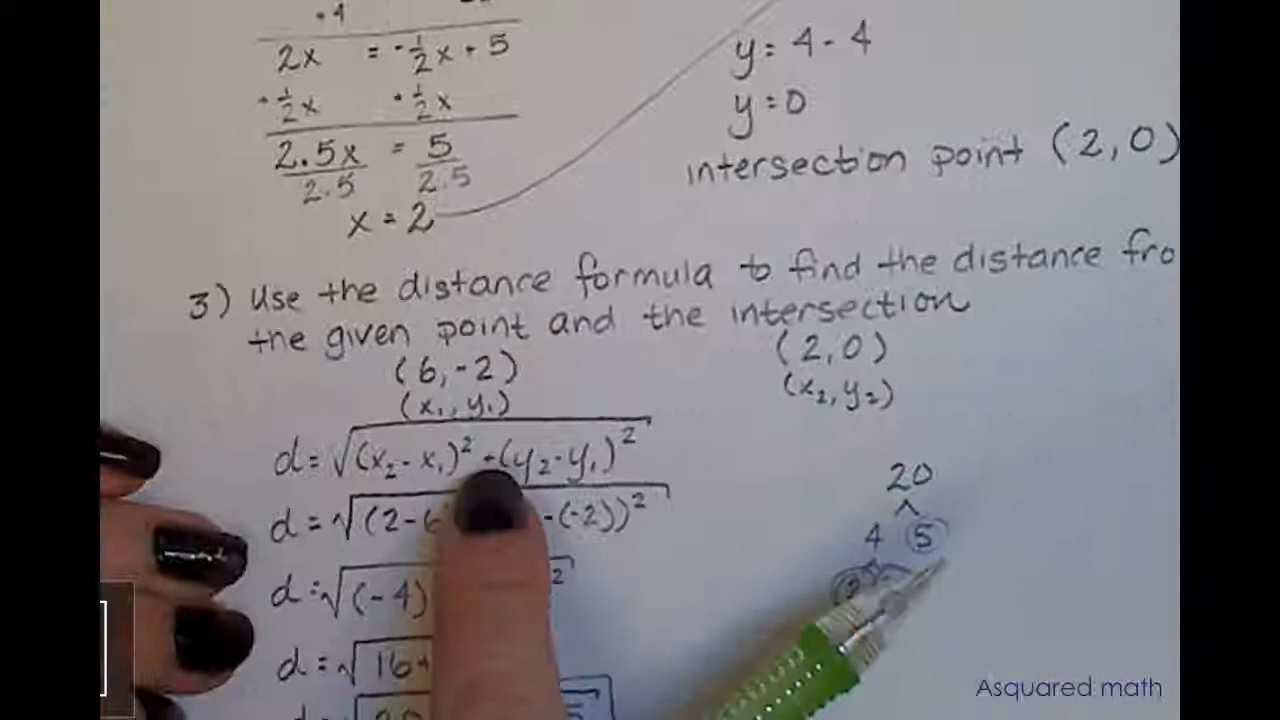 +4
2x = -1/2x + 5
+1/2x +1/2x
2.5x = 5
2.5 2.5
x = 2
y = 4 - 4
y = 0
intersection point (2,0)
3) Use the distance formula to find the distance fro
the given point and the intersection
(6,-2) (2,0)
(x₁, y₁) (x₂, y₂)
d = √(x₂ - x₁)² + (y₂ - y₁)²
d = √(2 - 6 - (-2))²
d = √(-4) ²
d = √16+
20
4 5
Asquared math